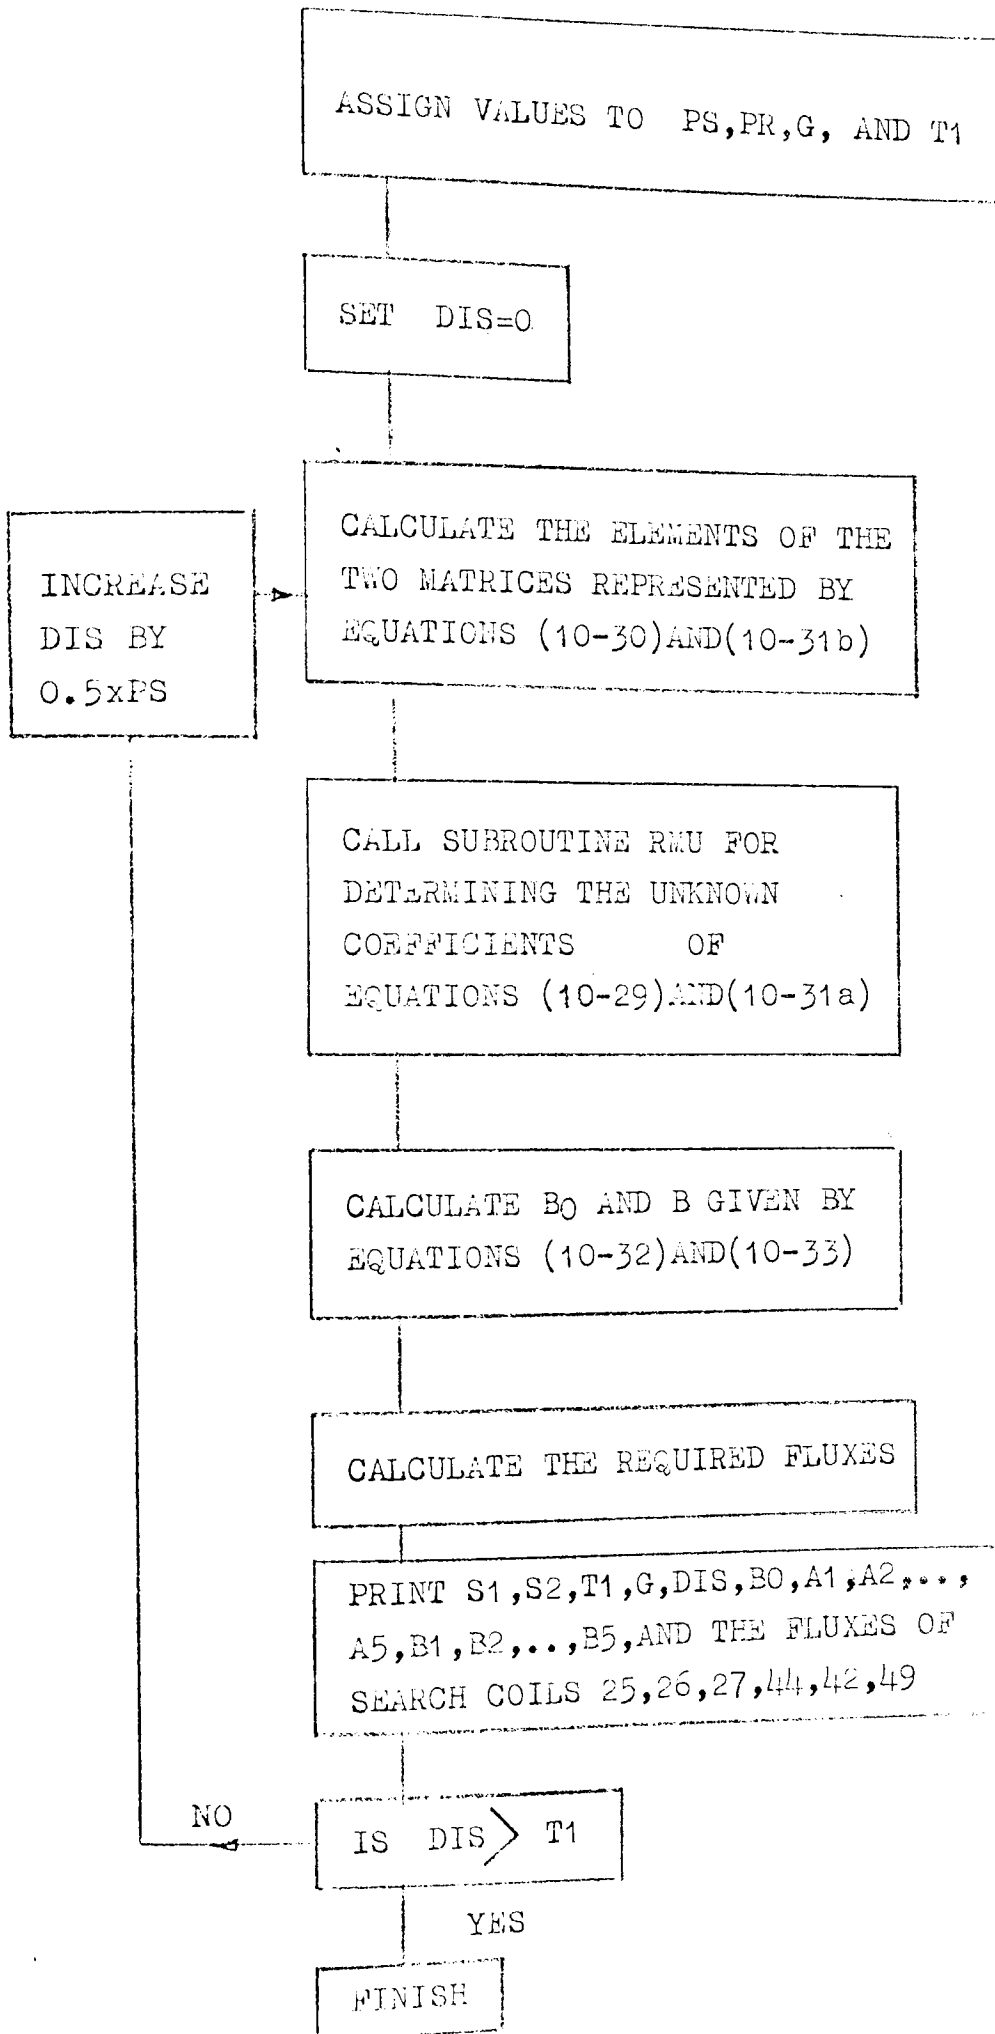 ASSIGN VALUES TO PS,PR,G, AND T1
SET DIS=0
CALCULATE THE ELEMENTS OF THE
TWO MATRICES REPRESENTED BY
EQUATIONS (10-30)AND(10-31b)
INCREASE
DIS BY
0.5xPS
CALL SUBROUTINE RMU FOR
DETERMINING THE UNKNOWN
COEFFICIENTS OF
EQUATIONS (10-29)AND(10-31a)
CALCULATE B0 AND B GIVEN BY
EQUATIONS (10-32)AND(10-33)
CALCULATE THE REQUIRED FLUXES
PRINT S1,S2,T1,G,DIS,B0,A1,A2,..,
A5,B1,B2,..,B5,AND THE FLUXES OF
SEARCH COILS 25,26,27,44,42,49
NO
IS DIS > T1
YES
FINISH